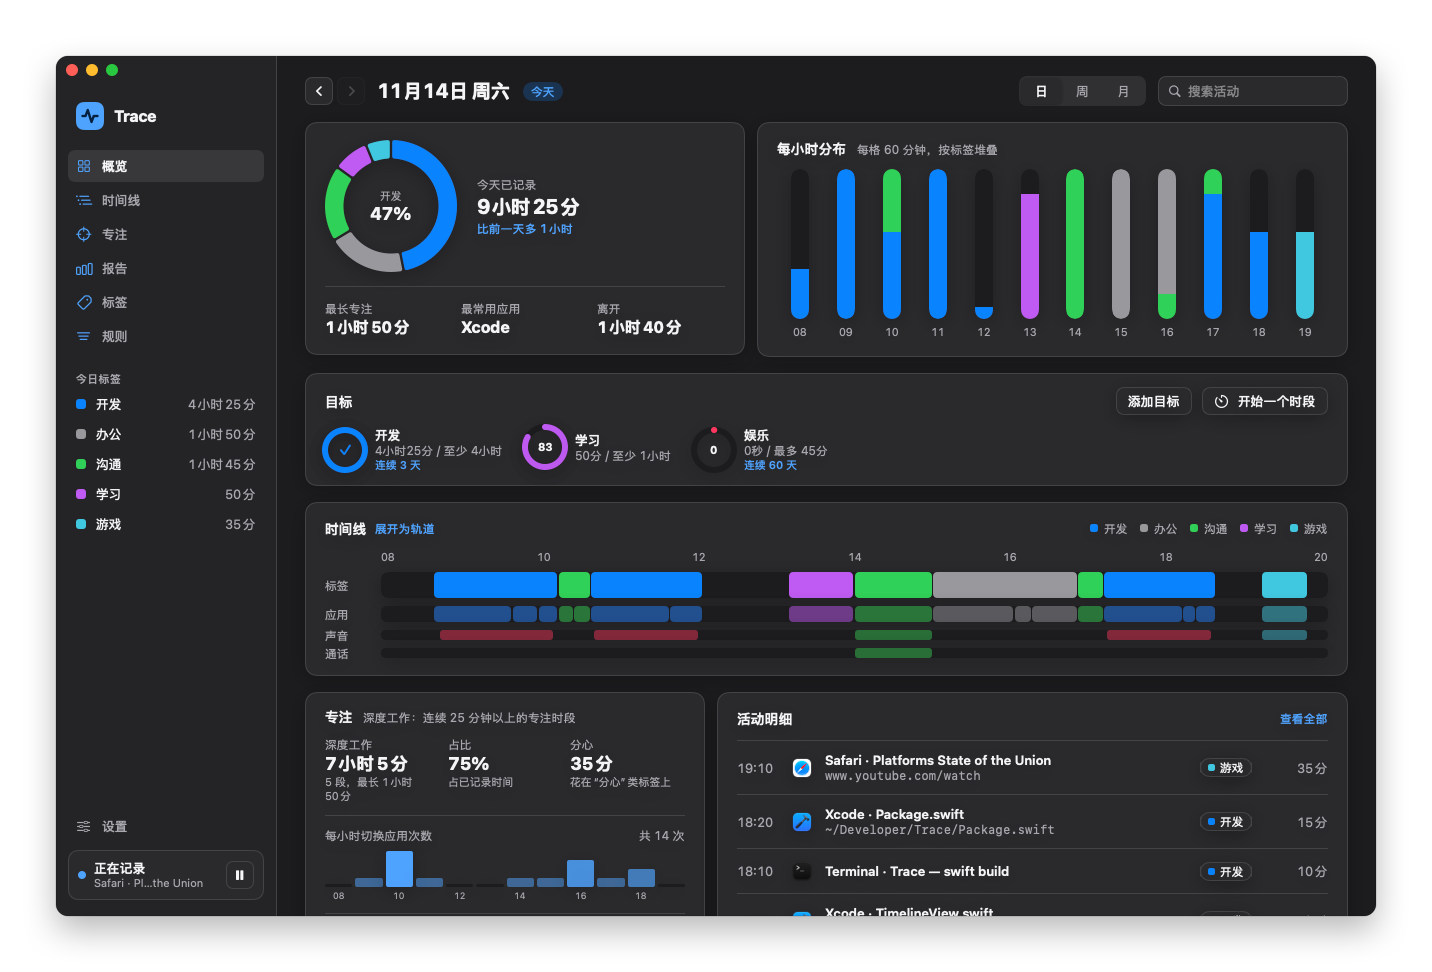 Trace
概览
时间线
专注
报告
标签
规则
今日标签
开发 4小时25分
办公 1小时50分
沟通 1小时45分
学习 50分
游戏 35分
设置
正在记录
Safari · Pl...the Union
11月14日 周六 今天
日 周 月
搜索活动
开发
47%
今天已记录
9小时25分
比前一天多 1小时
最长专注
1小时50分
最常用应用
Xcode
离开
1小时40分
每小时分布 每格 60 分钟，按标签堆叠
08 09 10 11 12 13 14 15 16 17 18 19
目标
添加目标 开始一个时段
开发
4小时25分 / 至少 4小时
连续 3 天
83
学习
50分 / 至少 1小时
0
娱乐
0秒 / 最多 45分
连续 60 天
时间线 展开为轨道
开发 办公 沟通 学习 游戏
08 10 12 14 16 18 20
标签
应用
声音
通话
专注 深度工作：连续 25 分钟以上的专注时段
深度工作
7小时5分
5 段，最长 1小时
50分
占比
75%
占已记录时间
分心
35分
花在“分心”类标签上
每小时切换应用次数 共 14 次
08 10 12 14 16 18
活动明细 查看全部
19:10 Safari · Platforms State of the Union 游戏 35分
www.youtube.com/watch
18:20 Xcode · Package.swift 开发 15分
~/Developer/Trace/Package.swift
18:10 Terminal · Trace — swift build 开发 10分
Xcode · TimelineView.swift